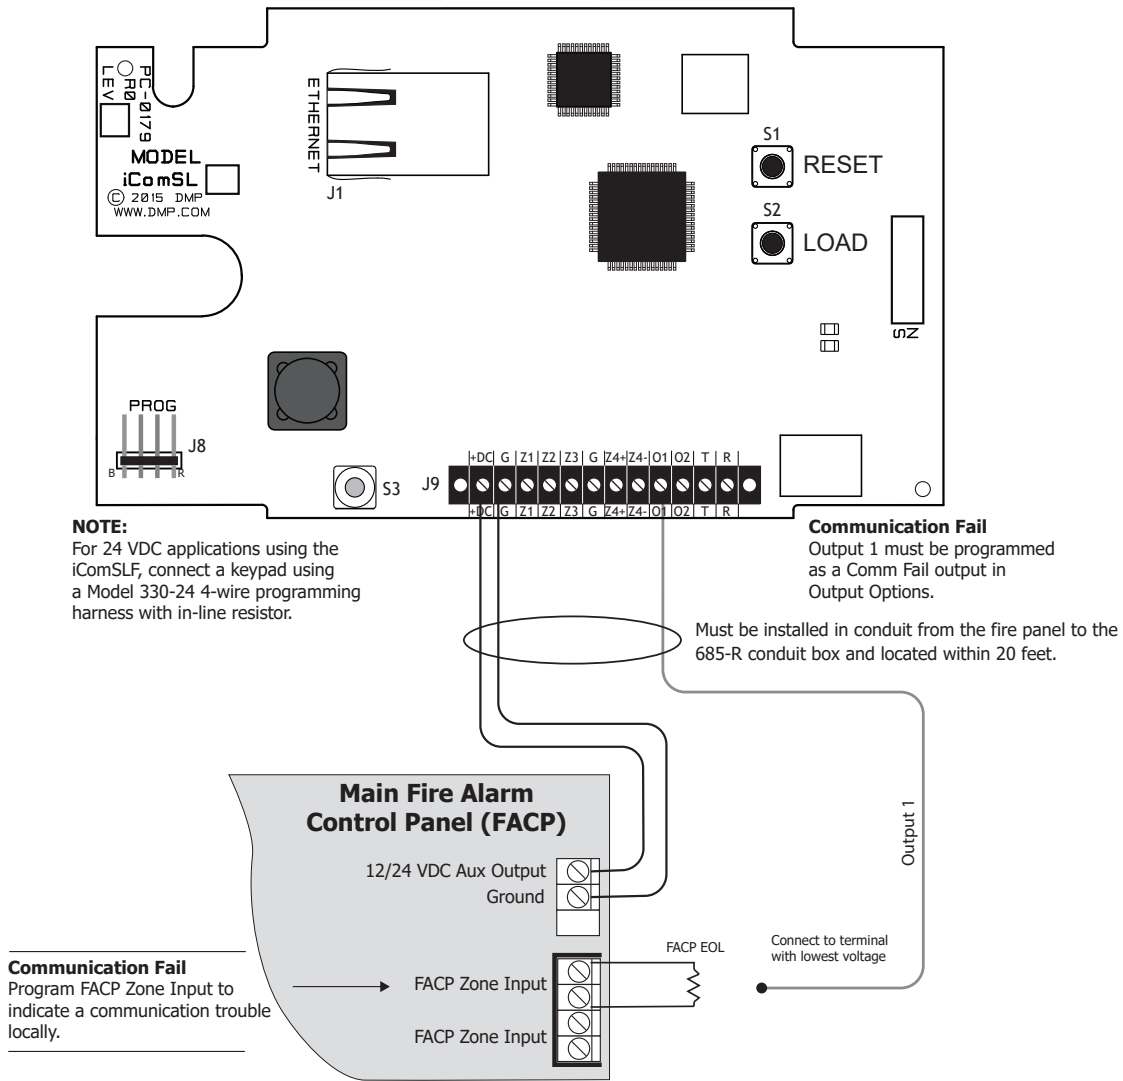 PC-0179
R0
LEV
MODEL
iComSL
© 2015 DMP
WWW.DMP.COM
ETHERNET
J1
S1
RESET
S2
LOAD
SN
PROG
J8
B
R
S3
J9
+DC G Z1 Z2 Z3 G Z4+ Z4- O1 O2 T R
+DC G Z1 Z2 Z3 G Z4+ Z4- O1 O2 T R
NOTE:
For 24 VDC applications using the
iComSLF, connect a keypad using
a Model 330-24 4-wire programming
harness with in-line resistor.
Communication Fail
Output 1 must be programmed
as a Comm Fail output in
Output Options.
Must be installed in conduit from the fire panel to the
685-R conduit box and located within 20 feet.
Main Fire Alarm
Control Panel (FACP)
12/24 VDC Aux Output
Ground
Output 1
FACP EOL
Connect to terminal
with lowest voltage
Communication Fail
Program FACP Zone Input to
indicate a communication trouble
locally.
FACP Zone Input
FACP Zone Input